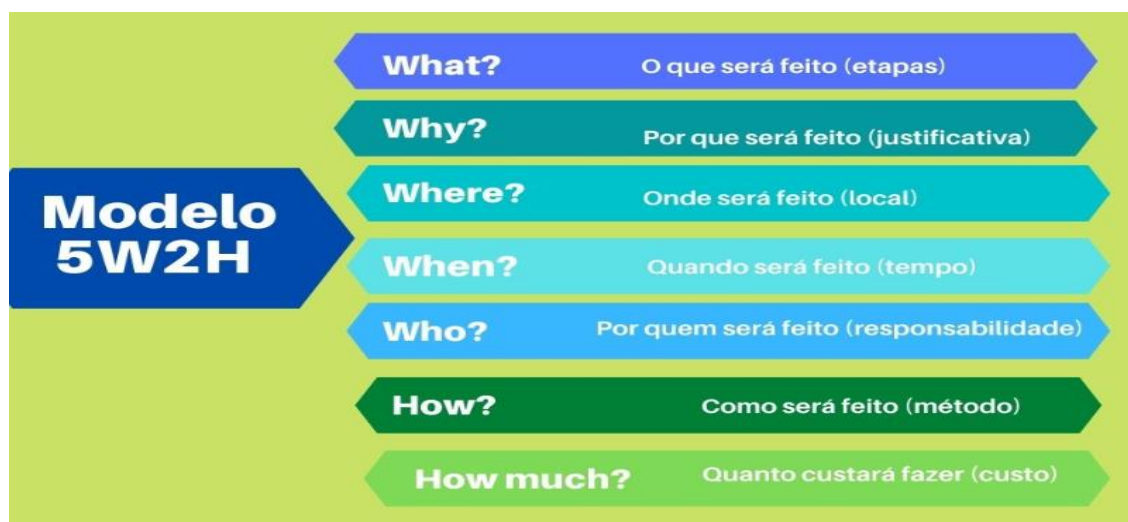 Modelo
5W2H
What? O que será feito (etapas)
Why? Por que será feito (justificativa)
Where? Onde será feito (local)
When? Quando será feito (tempo)
Who? Por quem será feito (responsabilidade)
How? Como será feito (método)
How much? Quanto custará fazer (custo)